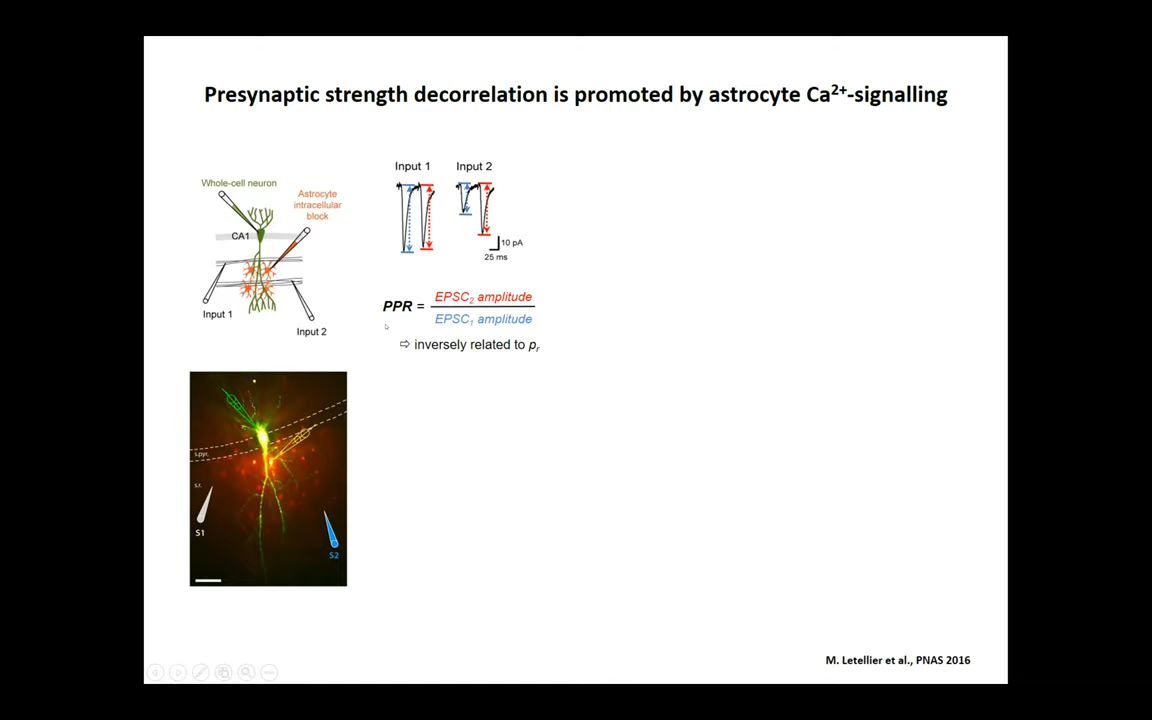 Presynaptic strength decorrelation is promoted by astrocyte Ca²⁺-signalling
Whole-cell neuron
Astrocyte
intracellular
block
CA1
Input 1
Input 2
Input 1
Input 2
10 pA
25 ms
PPR = EPSC₂ amplitude
EPSC₁ amplitude
⇨ inversely related to pᵣ
s.pyr.
s.r.
S1
S2
M. Letellier et al., PNAS 2016